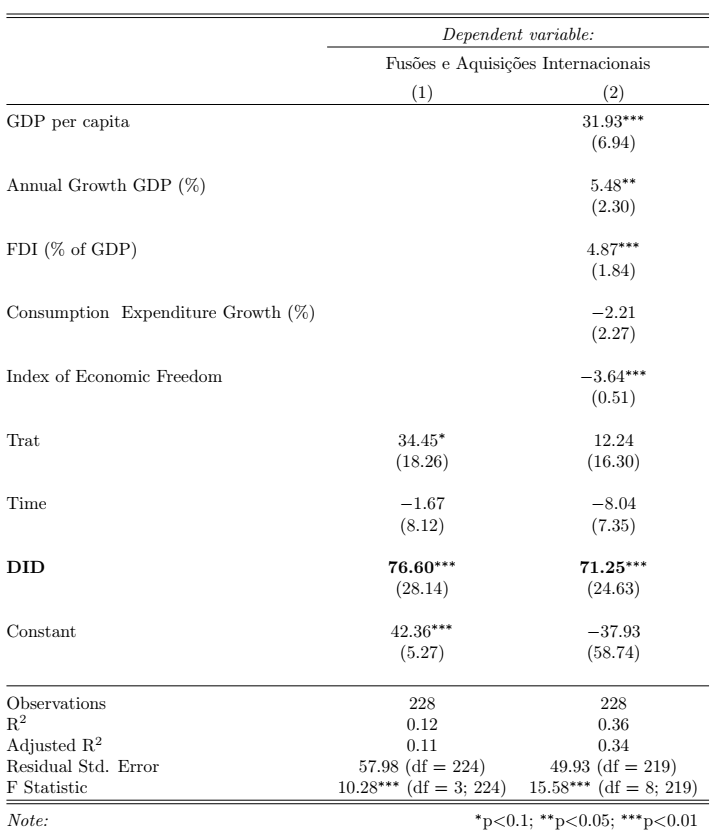 Dependent variable:
Fusões e Aquisições Internacionais
(1) (2)
GDP per capita 31.93***
(6.94)
Annual Growth GDP (%) 5.48**
(2.30)
FDI (% of GDP) 4.87***
(1.84)
Consumption Expenditure Growth (%) −2.21
(2.27)
Index of Economic Freedom −3.64***
(0.51)
Trat 34.45* 12.24
(18.26) (16.30)
Time −1.67 −8.04
(8.12) (7.35)
DID 76.60*** 71.25***
(28.14) (24.63)
Constant 42.36*** −37.93
(5.27) (58.74)
Observations 228 228
R2 0.12 0.36
Adjusted R2 0.11 0.34
Residual Std. Error 57.98 (df = 224) 49.93 (df = 219)
F Statistic 10.28*** (df = 3; 224) 15.58*** (df = 8; 219)
Note: *p<0.1; **p<0.05; ***p<0.01